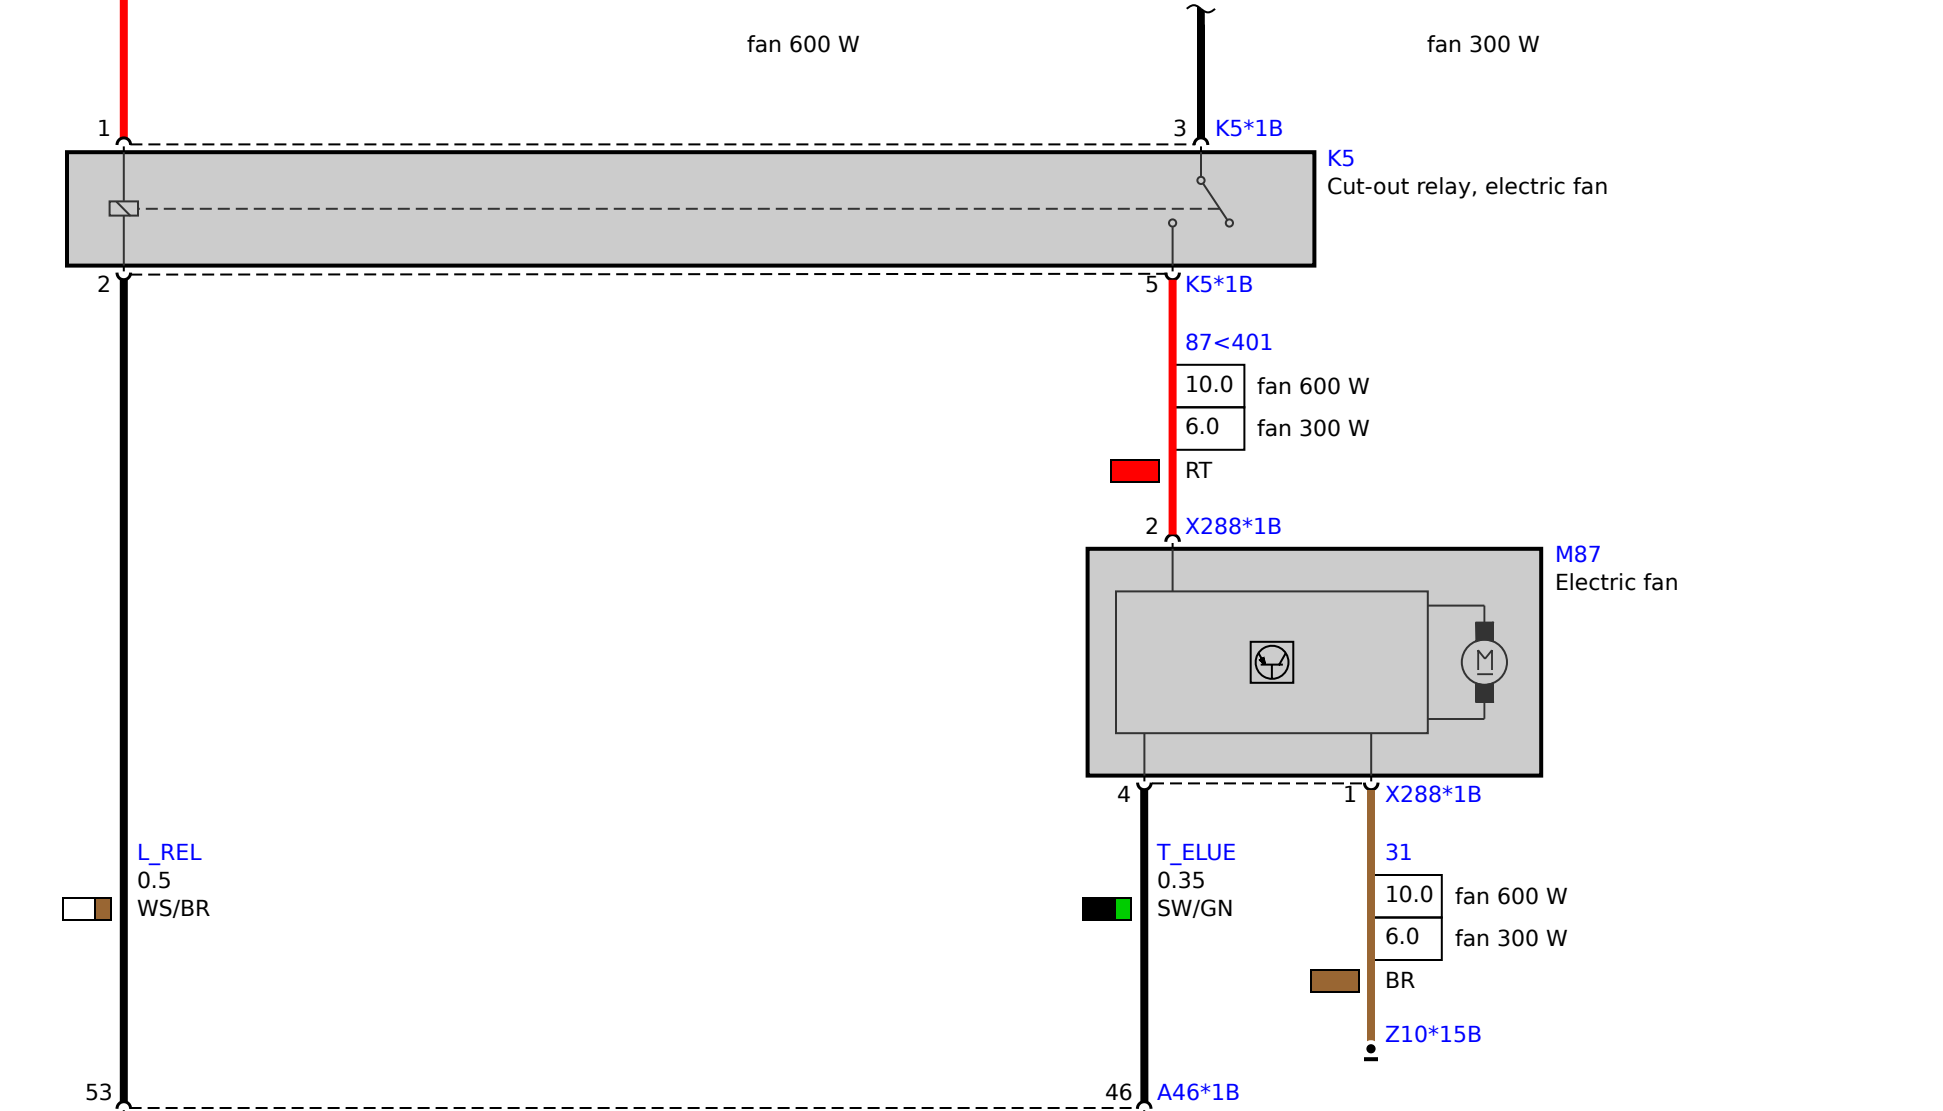 fan 600 W
fan 300 W
1
3
K5*1B
K5
Cut-out relay, electric fan
2
5
K5*1B
87<401
10.0
fan 600 W
6.0
fan 300 W
RT
2
X288*1B
M87
Electric fan
M
4
1
X288*1B
L_REL
0.5
WS/BR
T_ELUE
0.35
SW/GN
31
10.0
fan 600 W
6.0
fan 300 W
BR
Z10*15B
53
46
A46*1B